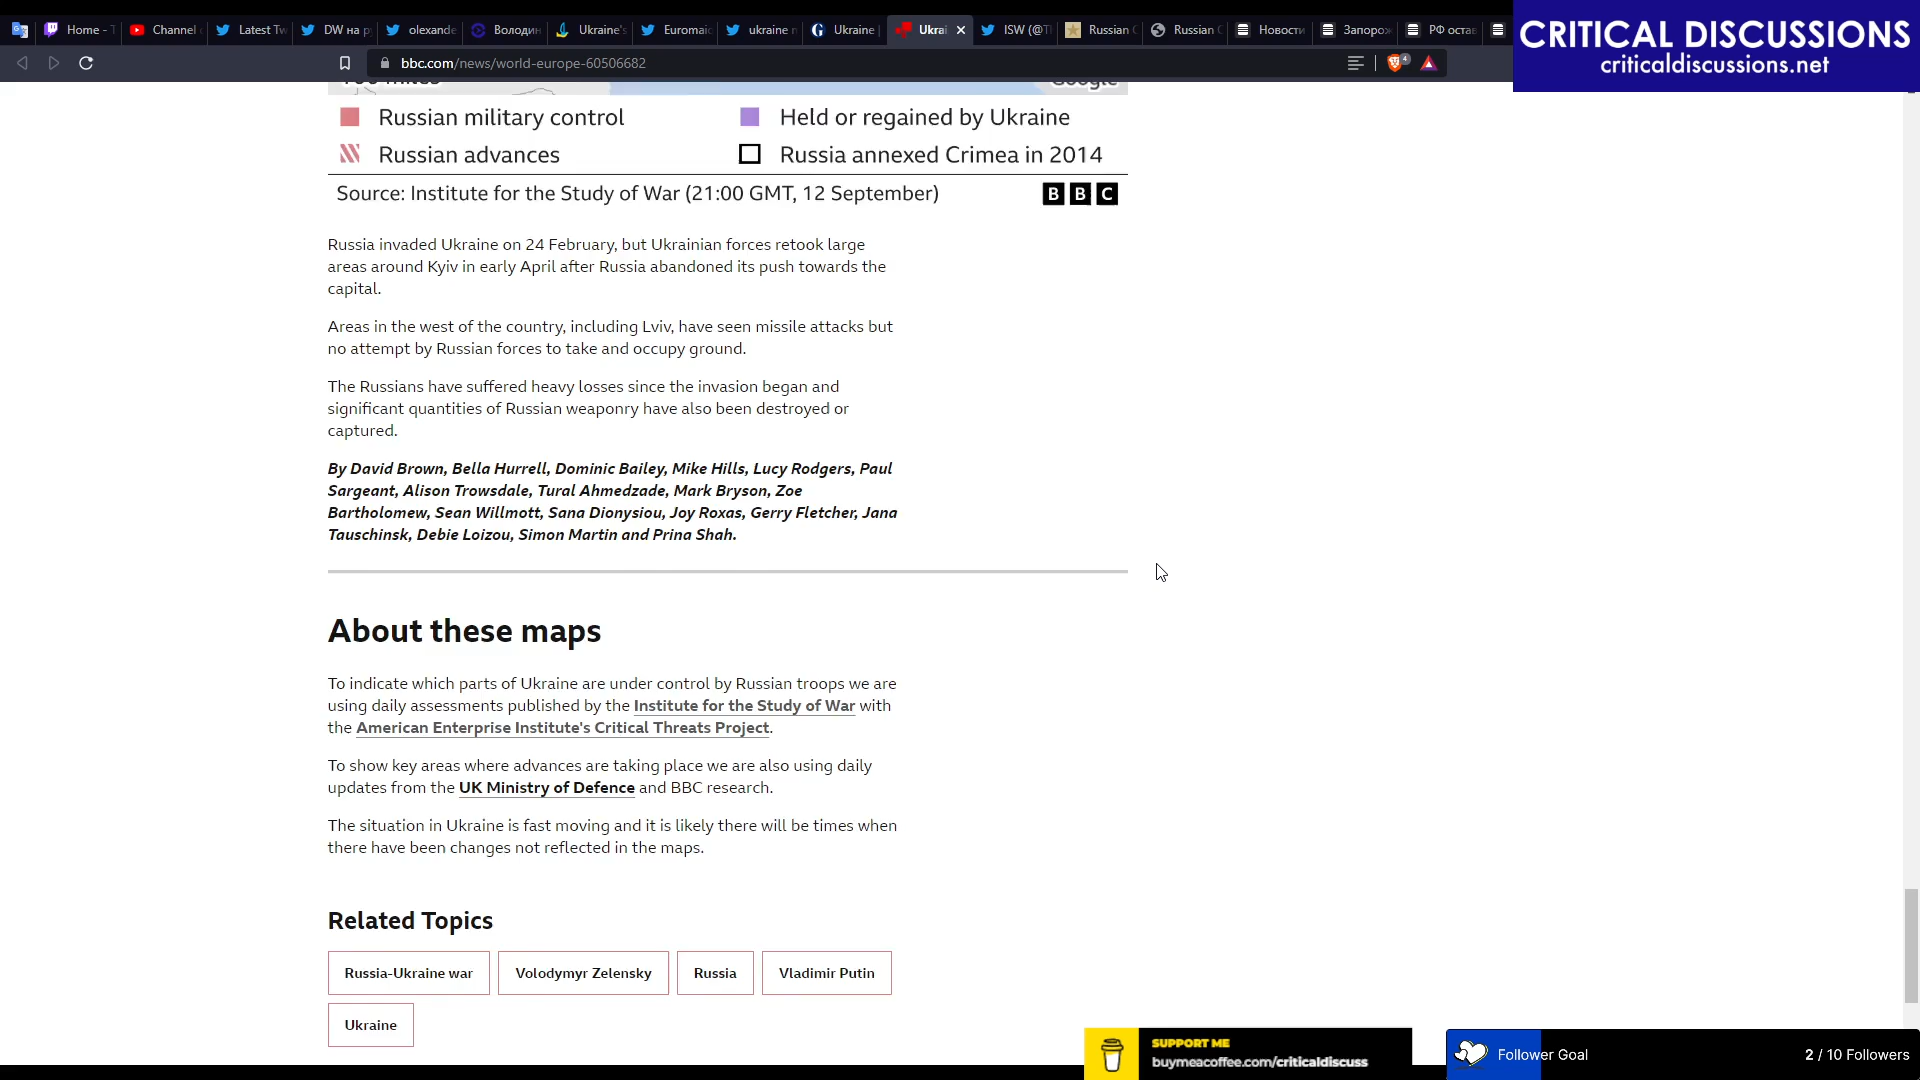 Home - T
Channel
Latest Tw
DW на ру
olexande
Володим
Ukraine's
Euromaid
ukraine n
Ukraine
Ukrai
ISW (@T
Russian O
Russian O
Новости
Запорож
РФ остав
CRITICAL DISCUSSIONS
criticaldiscussions.net
bbc.com/news/world-europe-60506682
4
Google
Russian military control
Held or regained by Ukraine
Russian advances
Russia annexed Crimea in 2014
Source: Institute for the Study of War (21:00 GMT, 12 September)
BBC
Russia invaded Ukraine on 24 February, but Ukrainian forces retook large
areas around Kyiv in early April after Russia abandoned its push towards the
capital.
Areas in the west of the country, including Lviv, have seen missile attacks but
no attempt by Russian forces to take and occupy ground.
The Russians have suffered heavy losses since the invasion began and
significant quantities of Russian weaponry have also been destroyed or
captured.
By David Brown, Bella Hurrell, Dominic Bailey, Mike Hills, Lucy Rodgers, Paul
Sargeant, Alison Trowsdale, Tural Ahmedzade, Mark Bryson, Zoe
Bartholomew, Sean Willmott, Sana Dionysiou, Joy Roxas, Gerry Fletcher, Jana
Tauschinsk, Debie Loizou, Simon Martin and Prina Shah.
About these maps
To indicate which parts of Ukraine are under control by Russian troops we are
using daily assessments published by the Institute for the Study of War with
the American Enterprise Institute's Critical Threats Project.
To show key areas where advances are taking place we are also using daily
updates from the UK Ministry of Defence and BBC research.
The situation in Ukraine is fast moving and it is likely there will be times when
there have been changes not reflected in the maps.
Related Topics
Russia-Ukraine war
Volodymyr Zelensky
Russia
Vladimir Putin
Ukraine
SUPPORT ME
buymeacoffee.com/criticaldiscuss
Follower Goal
2 / 10 Followers